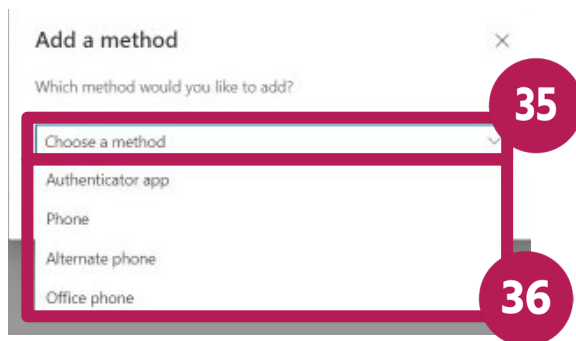 Add a method
Which method would you like to add?
35
Choose a method
Authenticator app
Phone
Alternate phone
Office phone
36